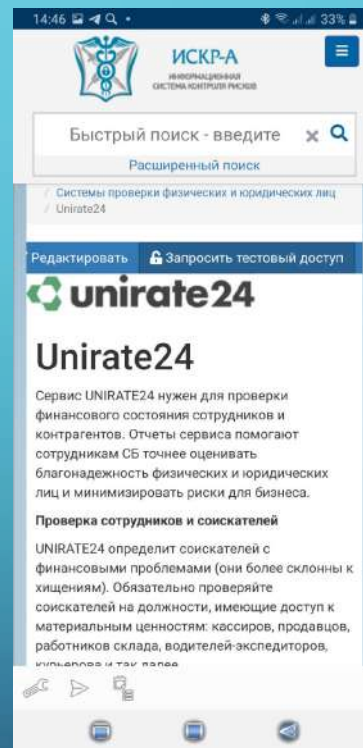 14:46 33%
ИСКР-А
ИНФОРМАЦИОННАЯ
СИСТЕМА КОНТРОЛЯ РИСКОВ
Быстрый поиск - введите
Расширенный поиск
/ Системы проверки физических и юридических лиц
/ Unirate24
Редактировать Запросить тестовый доступ
unirate24
Unirate24
Сервис UNIRATE24 нужен для проверки
финансового состояния сотрудников и
контрагентов. Отчеты сервиса помогают
сотрудникам СБ точнее оценивать
благонадежность физических и юридических
лиц и минимизировать риски для бизнеса.
Проверка сотрудников и соискателей
UNIRATE24 определит соискателей с
финансовыми проблемами (они более склонны к
хищениям). Обязательно проверяйте
соискателей на должности, имеющие доступ к
материальным ценностям: кассиров, продавцов,
работников склада, водителей-экспедиторов,
курьерова и так далее